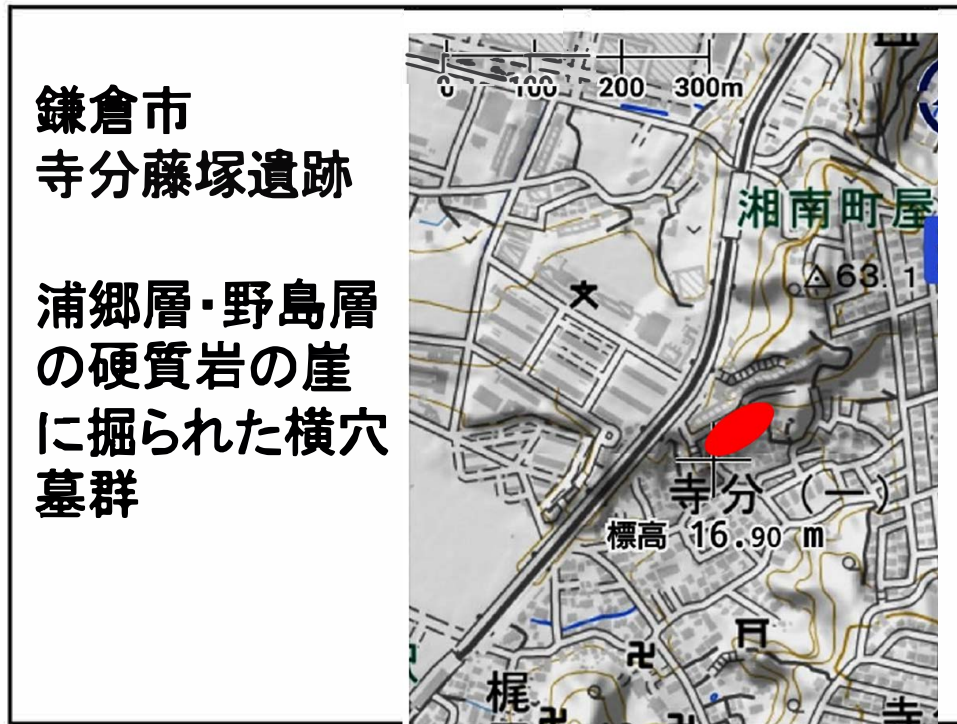 鎌倉市
寺分藤塚遺跡
浦郷層・野島層
の硬質岩の崖
に掘られた横穴
墓群
0 100 200 300m
湘南町屋
63.1
寺分（一）
標高 16.90 m
梶